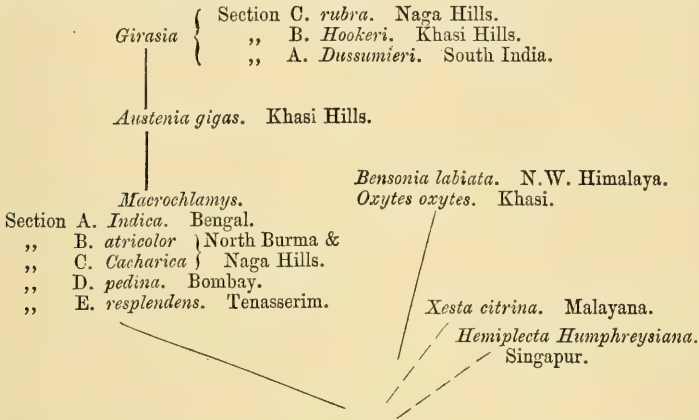 Girasia { Section C. rubra. Naga Hills.
„ B. Hookeri. Khasi Hills.
„ A. Dussumieri. South India.
Austenia gigas. Khasi Hills.
Macrochlamys.
Section A. Indica. Bengal.
„ B. atricolor } North Burma &
„ C. Cacharica } Naga Hills.
„ D. pedina. Bombay.
„ E. resplendens. Tenasserim.
Bensonia labiata. N.W. Himalaya.
Oxytes oxytes. Khasi.
Xesta citrina. Malayana.
Hemiplecta Humphreysiana.
Singapur.